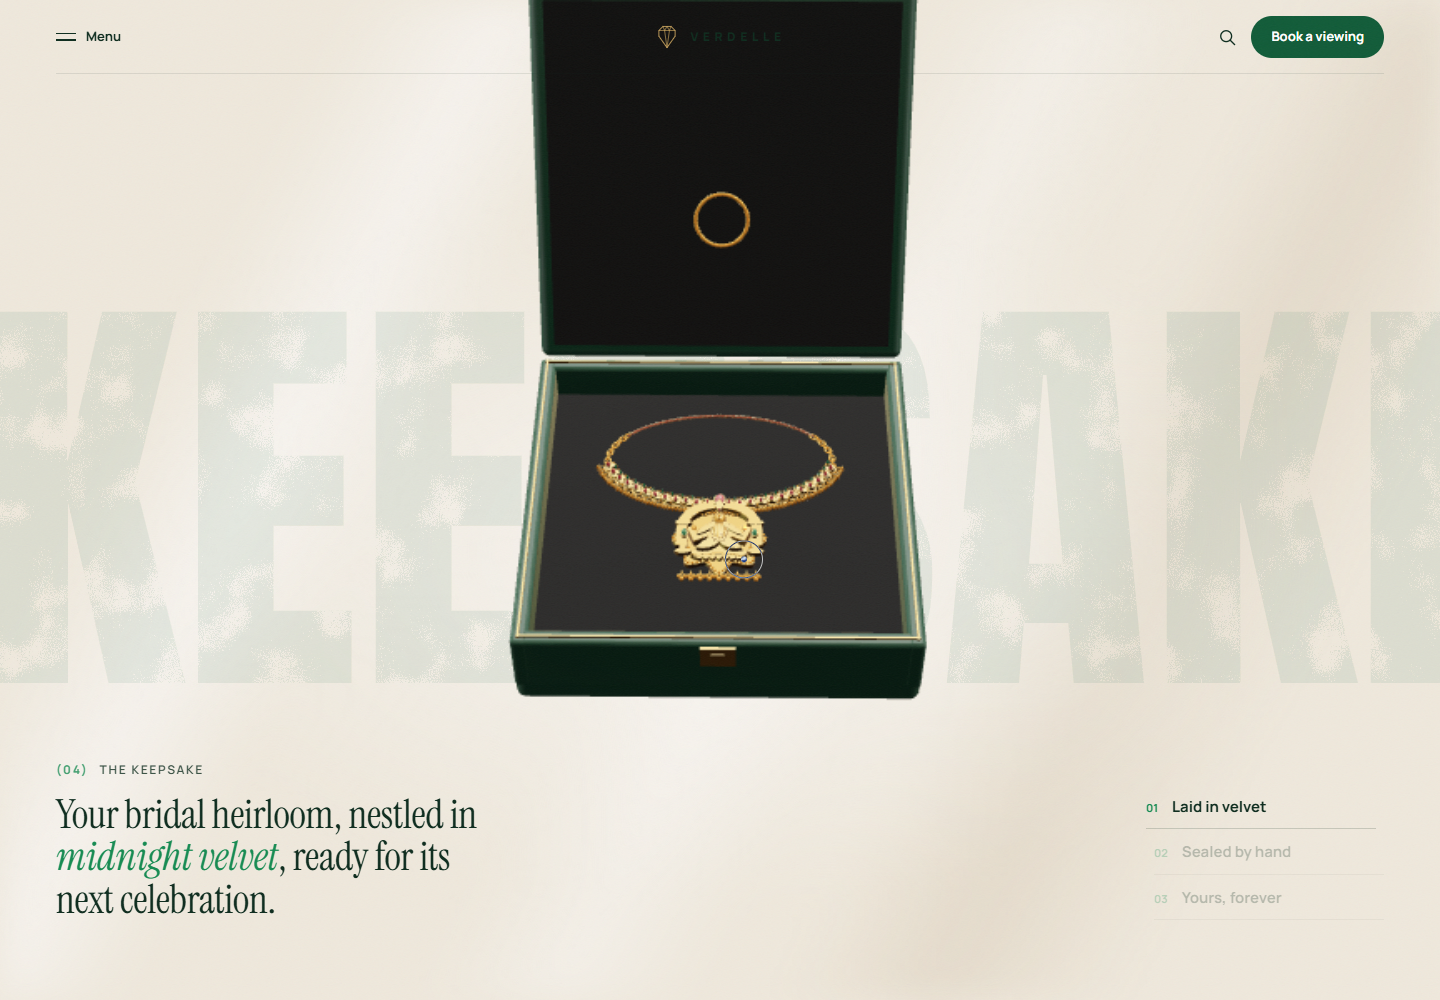 Menu
VERDELLE
Book a viewing
KEEPSAKE
(04) THE KEEPSAKE
Your bridal heirloom, nestled in
midnight velvet, ready for its
next celebration.
01 Laid in velvet
02 Sealed by hand
03 Yours, forever